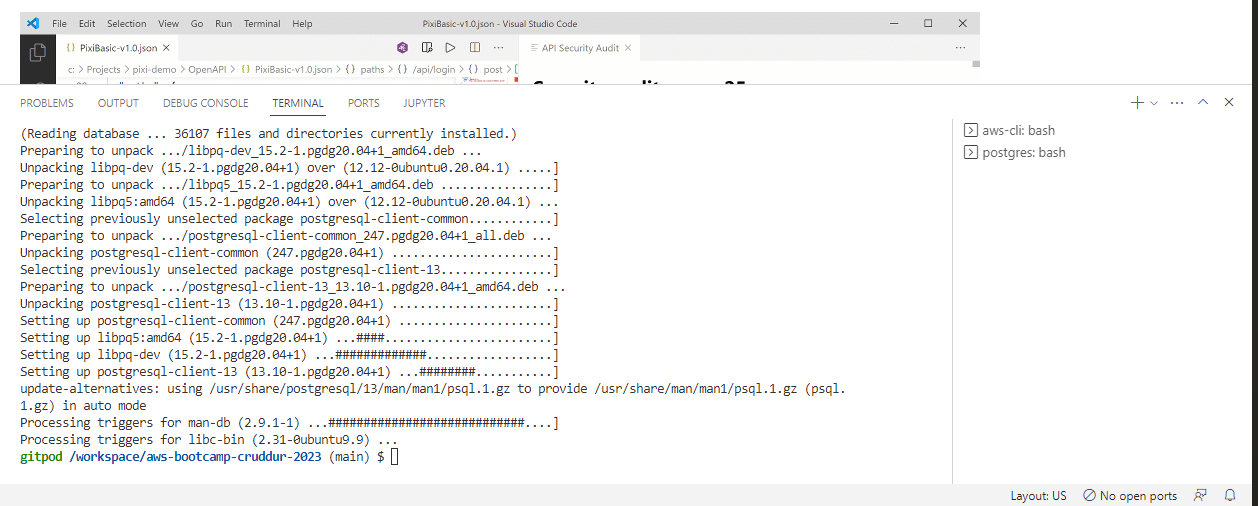 File Edit Selection View Go Run Terminal Help PixiBasic-v1.0.json - Visual Studio Code
{} PixiBasic-v1.0.json × API Security Audit × ...
c: > Projects > pixi-demo > OpenAPI > {} PixiBasic-v1.0.json > {} paths > {} /api/login > {} post > [
PROBLEMS OUTPUT DEBUG CONSOLE TERMINAL PORTS JUPYTER
(Reading database ... 36107 files and directories currently installed.)
Preparing to unpack .../libpq-dev_15.2-1.pgdg20.04+1_amd64.deb ...
Unpacking libpq-dev (15.2-1.pgdg20.04+1) over (12.12-0ubuntu0.20.04.1) .....]
Preparing to unpack .../libpq5_15.2-1.pgdg20.04+1_amd64.deb ................]
Unpacking libpq5:amd64 (15.2-1.pgdg20.04+1) over (12.12-0ubuntu0.20.04.1) ...
Selecting previously unselected package postgresql-client-common............]
Preparing to unpack .../postgresql-client-common_247.pgdg20.04+1_all.deb ...
Unpacking postgresql-client-common (247.pgdg20.04+1) .......................]
Selecting previously unselected package postgresql-client-13................]
Preparing to unpack .../postgresql-client-13_13.10-1.pgdg20.04+1_amd64.deb ...
Unpacking postgresql-client-13 (13.10-1.pgdg20.04+1) .......................]
Setting up postgresql-client-common (247.pgdg20.04+1) ......................]
Setting up libpq5:amd64 (15.2-1.pgdg20.04+1) ...####........................]
Setting up libpq-dev (15.2-1.pgdg20.04+1) ...#############..................]
Setting up postgresql-client-13 (13.10-1.pgdg20.04+1) ...########...........]
update-alternatives: using /usr/share/postgresql/13/man/man1/psql.1.gz to provide /usr/share/man/man1/psql.1.gz (psql.
1.gz) in auto mode
Processing triggers for man-db (2.9.1-1) ...############################....]
Processing triggers for libc-bin (2.31-0ubuntu9.9) ...
gitpod /workspace/aws-bootcamp-cruddur-2023 (main) $
aws-cli: bash
postgres: bash
Layout: US No open ports